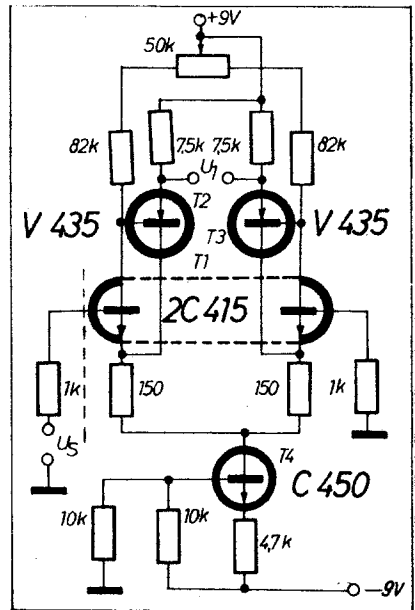 +9V
50k
82k
7,5k
7,5k
82k
U1
T2
V 435
T3
V 435
T1
2C 415
1k
150
150
1k
US
T4
C 450
10k
10k
4,7k
−9V